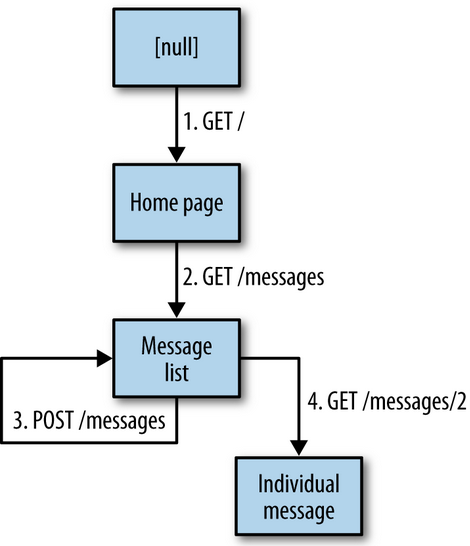 [null]
1. GET /
Home page
2. GET /messages
Message
list
3. POST /messages
4. GET /messages/2
Individual
message